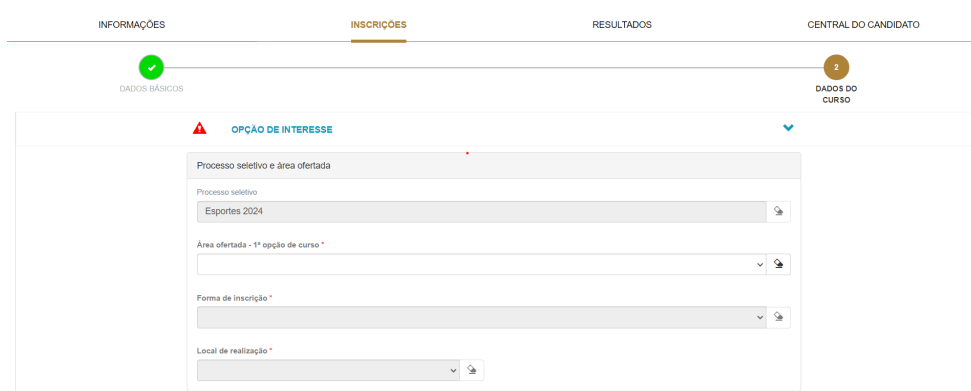 INFORMAÇÕES
INSCRIÇÕES
RESULTADOS
CENTRAL DO CANDIDATO
2
DADOS BÁSICOS
DADOS DO
CURSO
OPÇÃO DE INTERESSE
*
Processo seletivo e área ofertada
Processo seletivo
Esportes 2024
Área ofertada - 1ª opção de curso *
Forma de inscrição *
Local de realização *